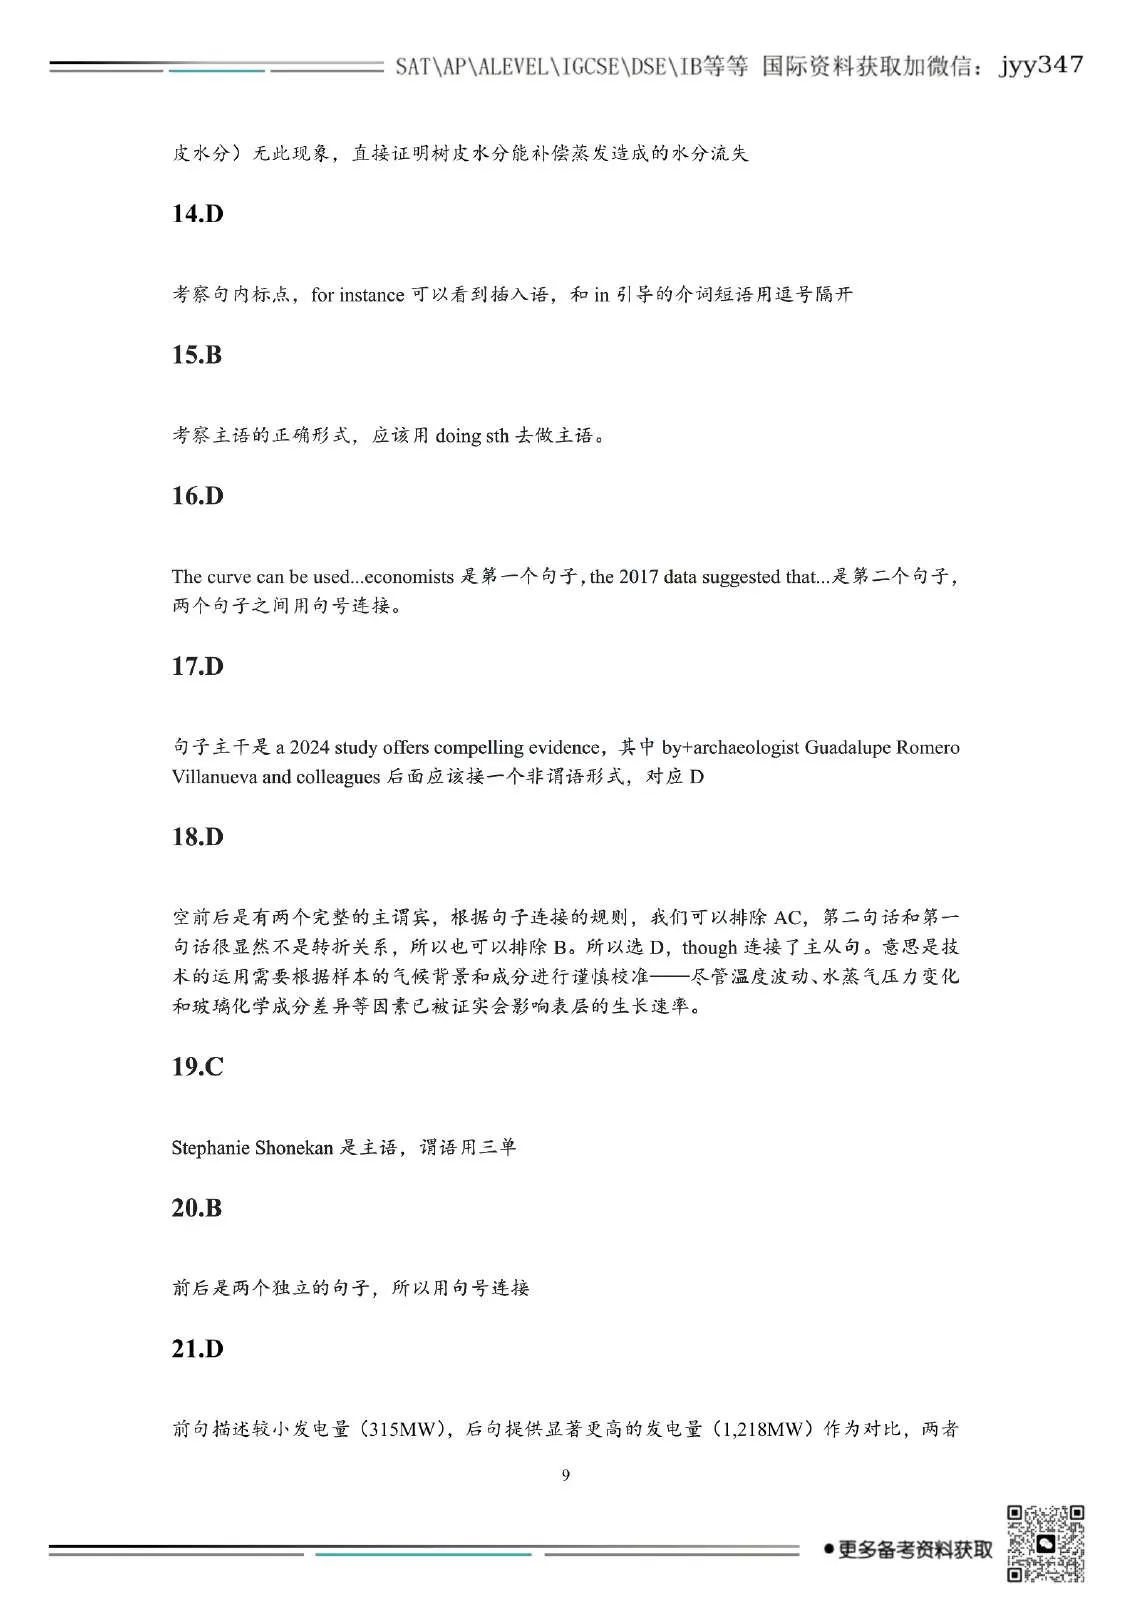 SAT\AP\ALEVEL\IGCSE\DSE\IB等等 国际资料获取加微信：jyy347
皮水分）无此现象，直接证明树皮水分能补偿蒸发造成的水分流失
14.D
考察句内标点，for instance 可以看到插入语，和 in 引导的介词短语用逗号隔开
15.B
考察主语的正确形式，应该用 doing sth 去做主语。
16.D
The curve can be used...economists 是第一个句子，the 2017 data suggested that...是第二个句子，
两个句子之间用句号连接。
17.D
句子主干是 a 2024 study offers compelling evidence，其中 by+archaeologist Guadalupe Romero
Villanueva and colleagues 后面应该接一个非谓语形式，对应 D
18.D
空前后是有两个完整的主谓宾，根据句子连接的规则，我们可以排除 AC，第二句话和第一
句话很显然不是转折关系，所以也可以排除 B。所以选 D，though 连接了主从句。意思是技
术的运用需要根据样本的气候背景和成分进行谨慎校准——尽管温度波动、水蒸气压力变化
和玻璃化学成分差异等因素已被证实会影响表层的生长速率。
19.C
Stephanie Shonekan 是主语，谓语用三单
20.B
前后是两个独立的句子，所以用句号连接
21.D
前句描述较小发电量（315MW），后句提供显著更高的发电量（1,218MW）作为对比，两者
9
●更多备考资料获取